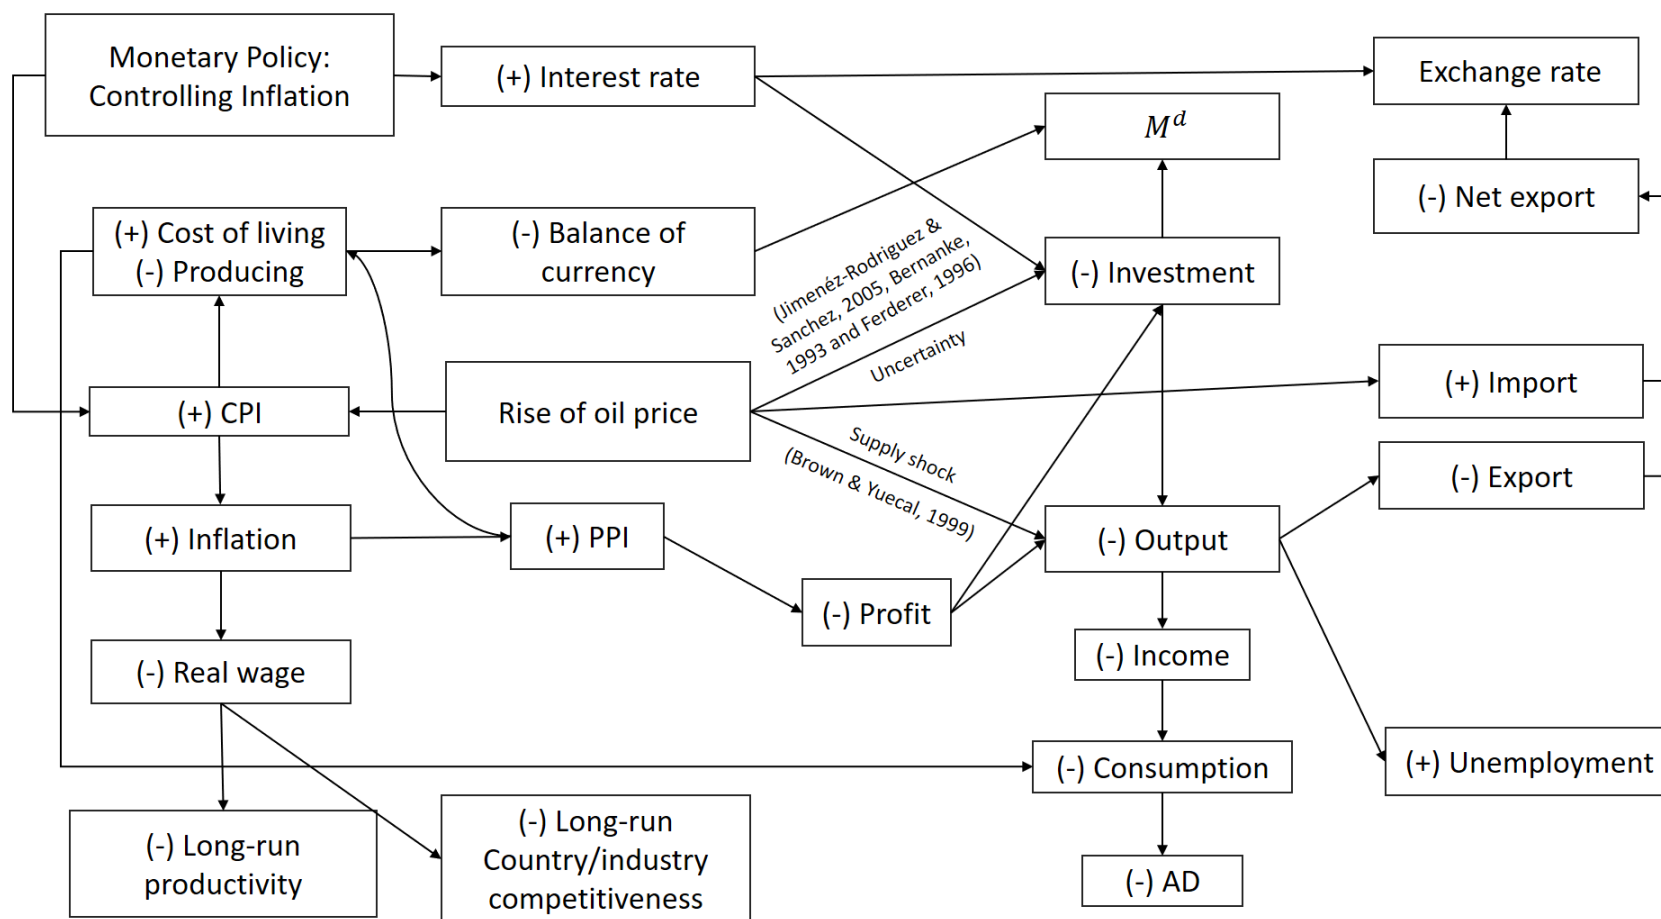 Monetary Policy:
Controlling Inflation
(+) Interest rate
Exchange rate
M^d
(-) Net export
(+) Cost of living
(-) Producing
(-) Balance of
currency
(Jimenéz-Rodriguez &
Sanchez, 2005, Bernanke,
1993 and Ferderer, 1996)
Uncertainty
(-) Investment
(+) CPI
Rise of oil price
(+) Import
Supply shock
(Brown & Yuecal, 1999)
(-) Export
(+) Inflation
(+) PPI
(-) Output
(-) Profit
(-) Real wage
(-) Income
(-) Consumption
(+) Unemployment
(-) Long-run
productivity
(-) Long-run
Country/industry
competitiveness
(-) AD